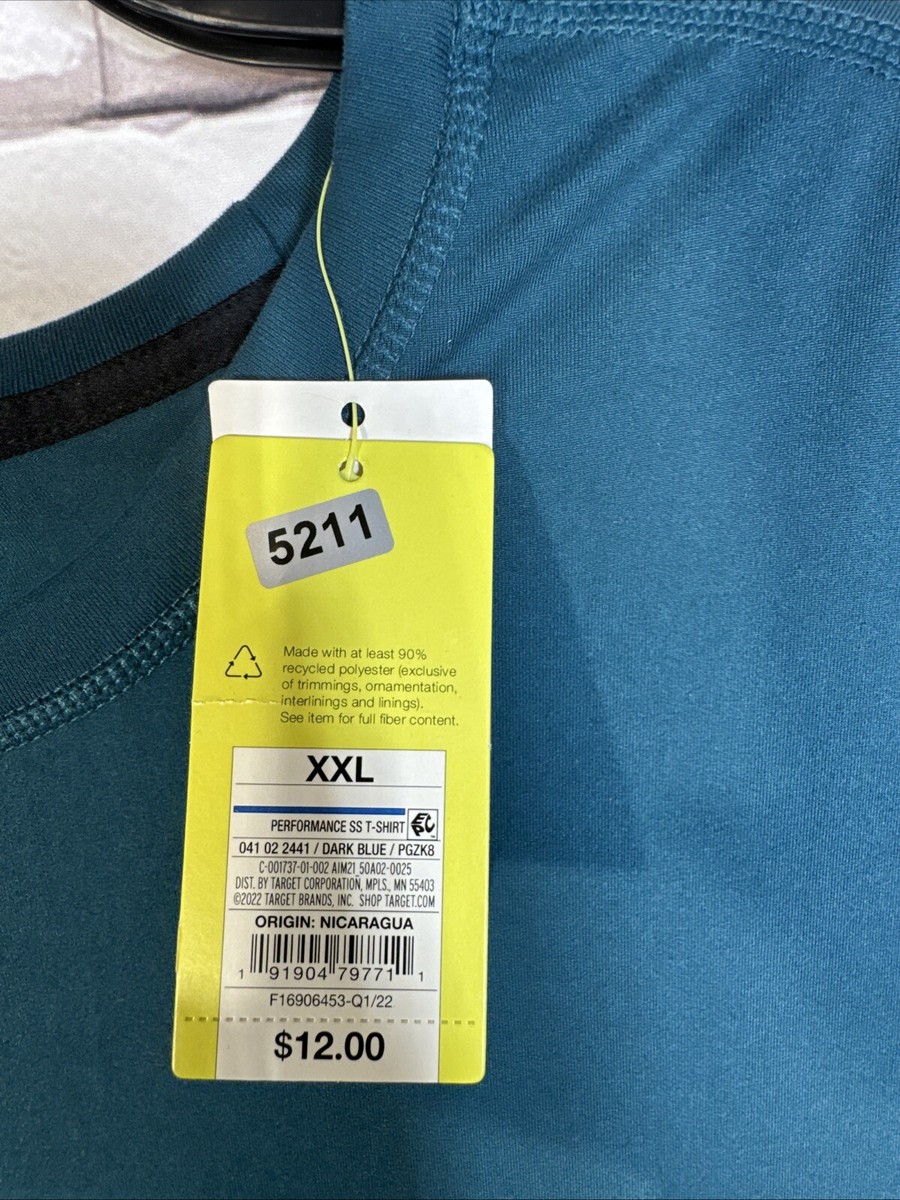 5211
Made with at least 90%
recycled polyester (exclusive
of trimmings, ornamentation,
interlinings and linings).
See item for full fiber content.
XXL
PERFORMANCE SS T-SHIRT
041 02 2441 / DARK BLUE / PGZK8
C-001737-01-002 AIM21 50A02-0025
DIST. BY TARGET CORPORATION, MPLS., MN 55403
©2022 TARGET BRANDS, INC. SHOP TARGET.COM
ORIGIN: NICARAGUA
1 91904 79771 1
F16906453-Q1/22
$12.00